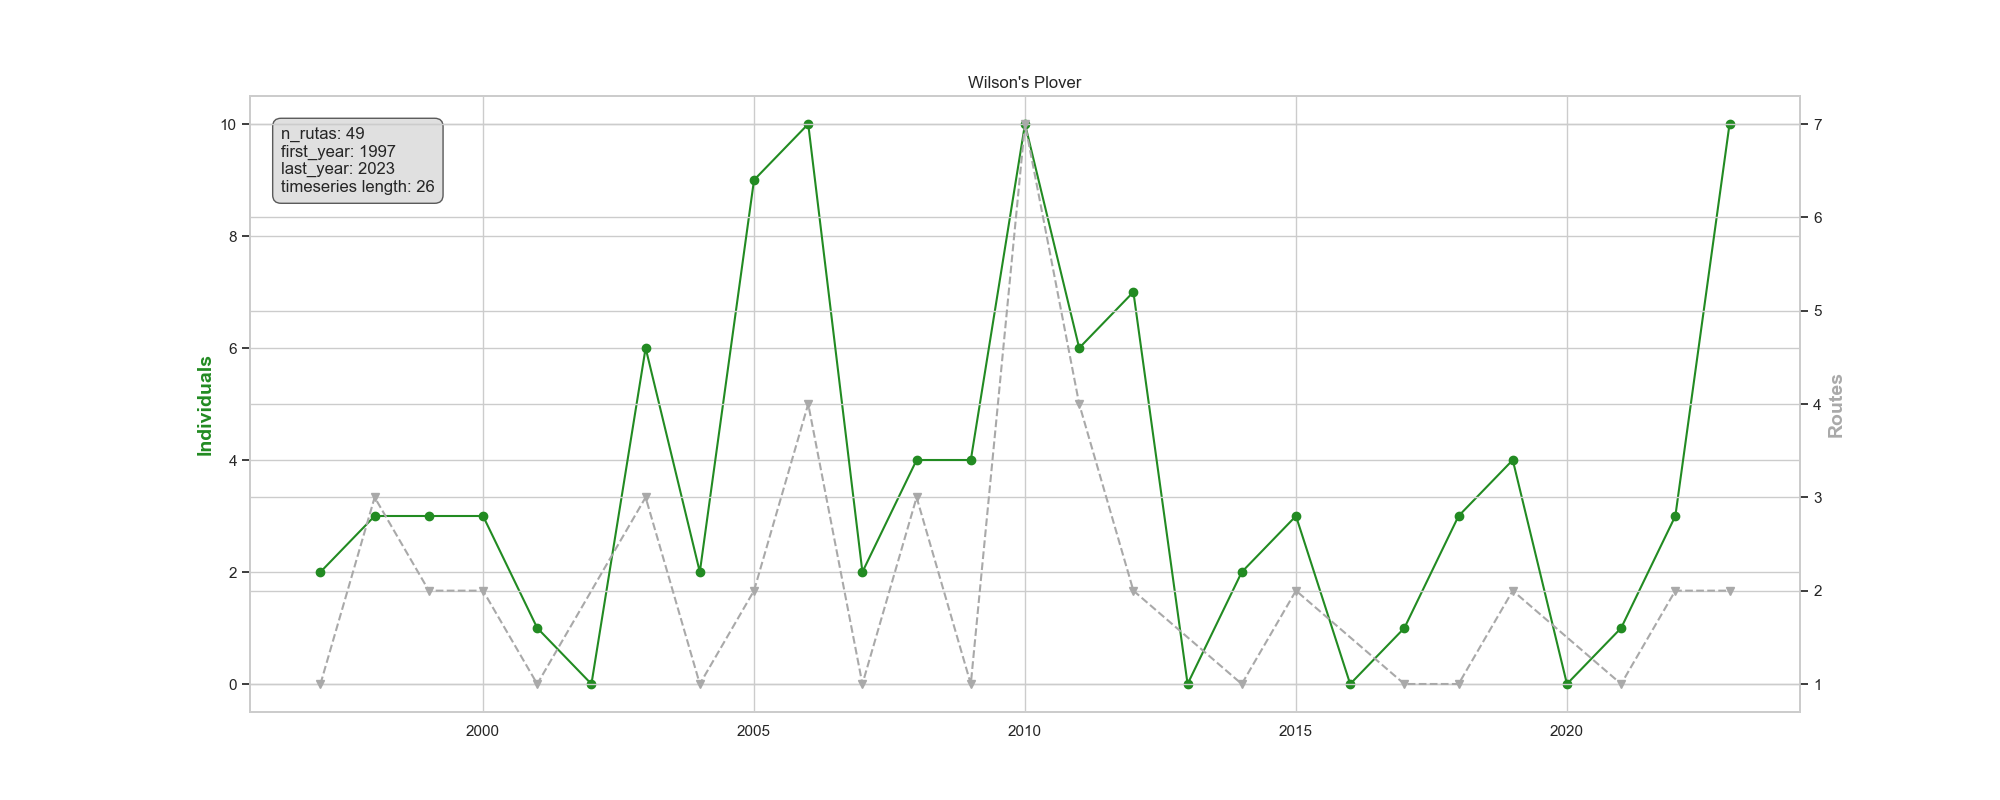 Wilson's Plover
n_rutas: 49
first_year: 1997
last_year: 2023
timeseries length: 26
Individuals
10
8
6
4
2
0
7
6
5
4
3
2
1
Routes
2000
2005
2010
2015
2020